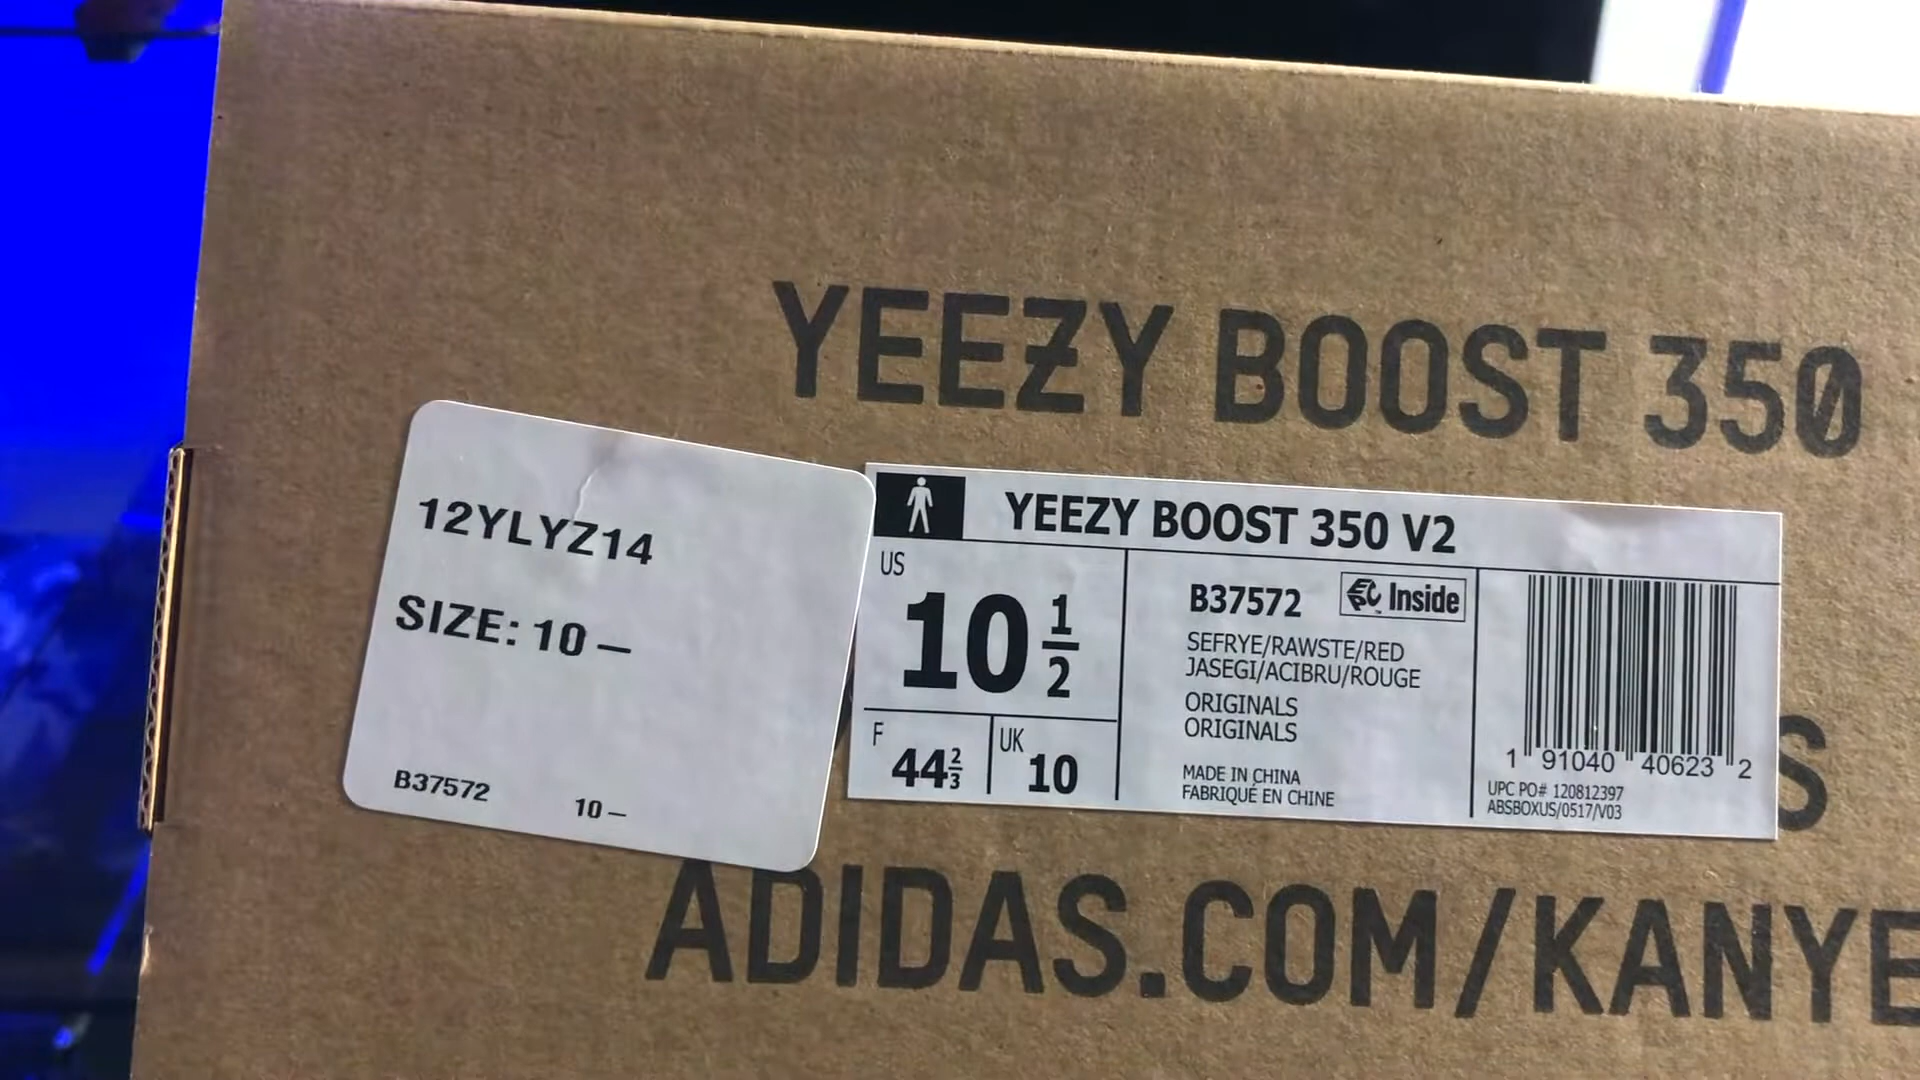 YEEZY BOOST 350
12YLYZ14
SIZE: 10 –
B37572 10 –
YEEZY BOOST 350 V2
US
10 1/2
F
44 2/3
UK
10
B37572
EPC Inside
SEFRYE/RAWSTE/RED
JASEGI/ACIBRU/ROUGE
ORIGINALS
ORIGINALS
MADE IN CHINA
FABRIQUÉ EN CHINE
1 91040 40623 2
UPC PO# 120812397
ABSBOXUS/0517/V03
S
ADIDAS.COM/KANYE